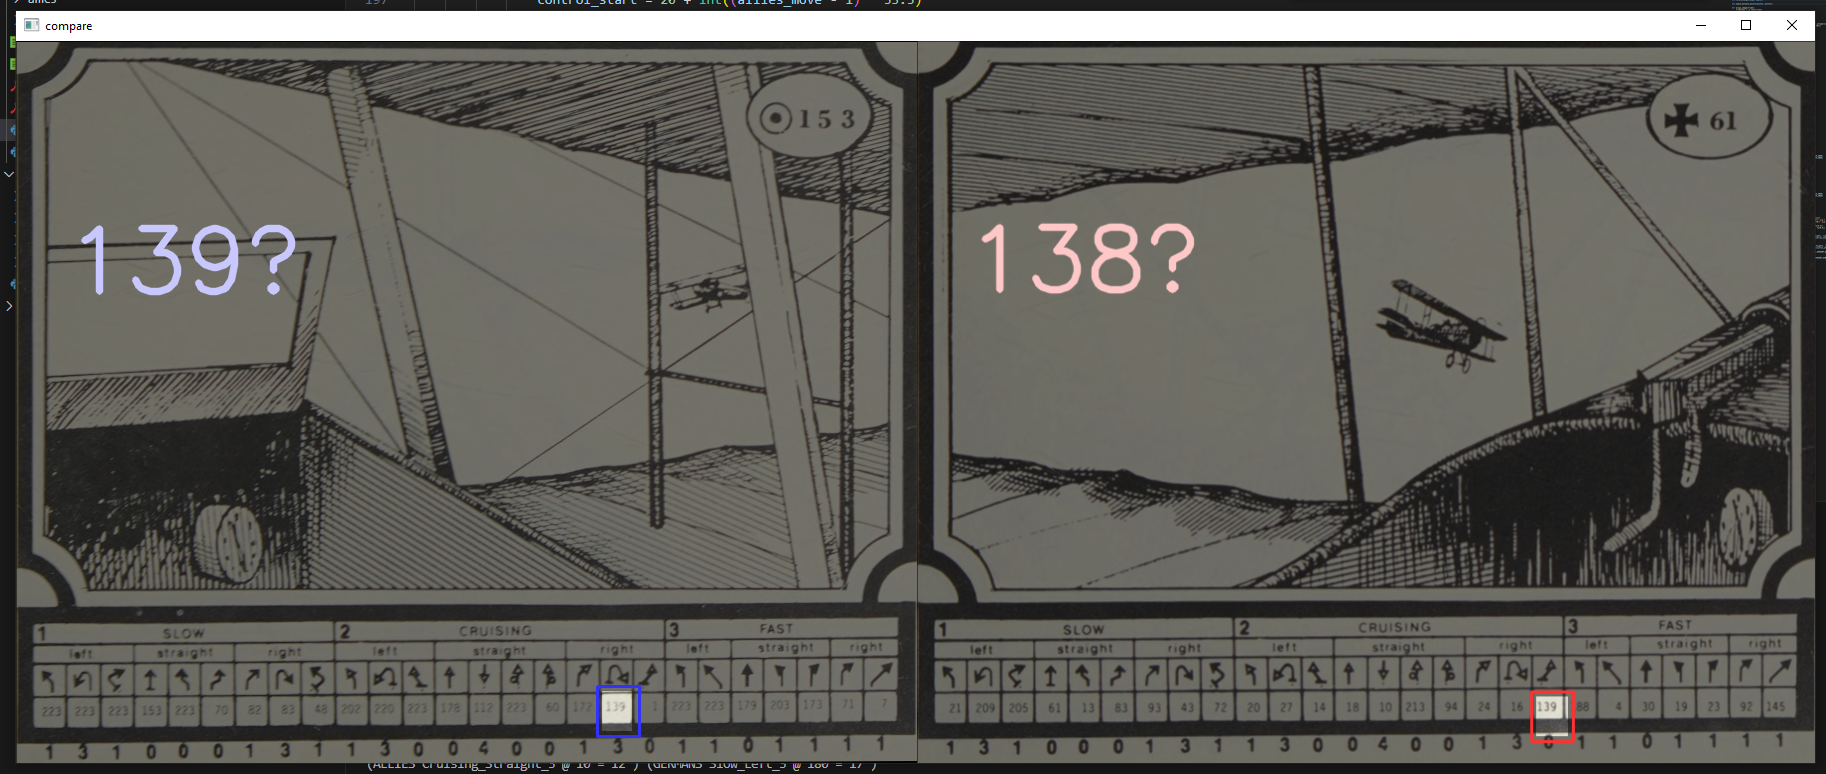 control_start = 20 + int((allies_move - 1) * 35.5)
compare
153
61
139?
138?
1 SLOW 2 CRUISING 3 FAST
left straight right left straight right left straight right
223 223 223 153 223 70 82 83 48 202 220 223 178 112 223 60 172 139 1 223 223 179 203 173 71 7
1 3 1 0 0 0 1 3 1 1 3 0 0 4 0 0 1 3 0 1 1 0 1 1 1 1
1 SLOW 2 CRUISING 3 FAST
left straight right left straight right left straight right
21 209 205 61 13 83 93 43 72 20 27 14 18 10 213 94 24 16 139 88 4 30 19 23 92 145
1 3 1 0 0 0 1 3 1 1 3 0 0 4 0 0 1 3 0 1 1 0 1 1 1 1